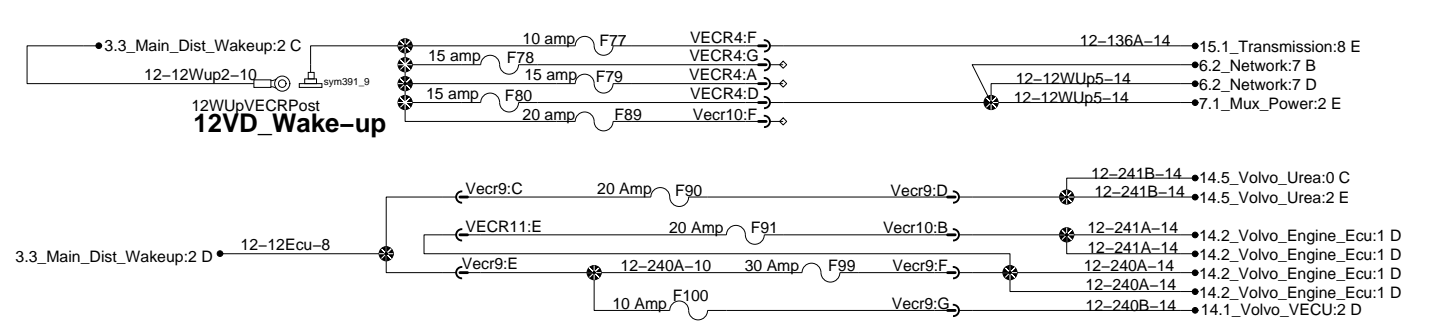 3.3_Main_Dist_Wakeup:2 C
10 amp F77 VECR4:F 12–136A–14 15.1_Transmission:8 E
15 amp F78 VECR4:G 6.2_Network:7 B
12–12Wup2–10 sym391_9 15 amp F79 VECR4:A 12–12WUp5–14 6.2_Network:7 D
15 amp F80 VECR4:D 12–12WUp5–14 7.1_Mux_Power:2 E
12WUpVECRPost
20 amp F89 Vecr10:F
12VD_Wake–up
12–241B–14 14.5_Volvo_Urea:0 C
Vecr9:C 20 Amp F90 Vecr9:D 12–241B–14 14.5_Volvo_Urea:2 E
VECR11:E 20 Amp F91 Vecr10:B 12–241A–14 14.2_Volvo_Engine_Ecu:1 D
3.3_Main_Dist_Wakeup:2 D 12–12Ecu–8 12–241A–14 14.2_Volvo_Engine_Ecu:1 D
Vecr9:E 12–240A–10 30 Amp F99 Vecr9:F 12–240A–14 14.2_Volvo_Engine_Ecu:1 D
12–240A–14 14.2_Volvo_Engine_Ecu:1 D
10 Amp F100 Vecr9:G 12–240B–14 14.1_Volvo_VECU:2 D